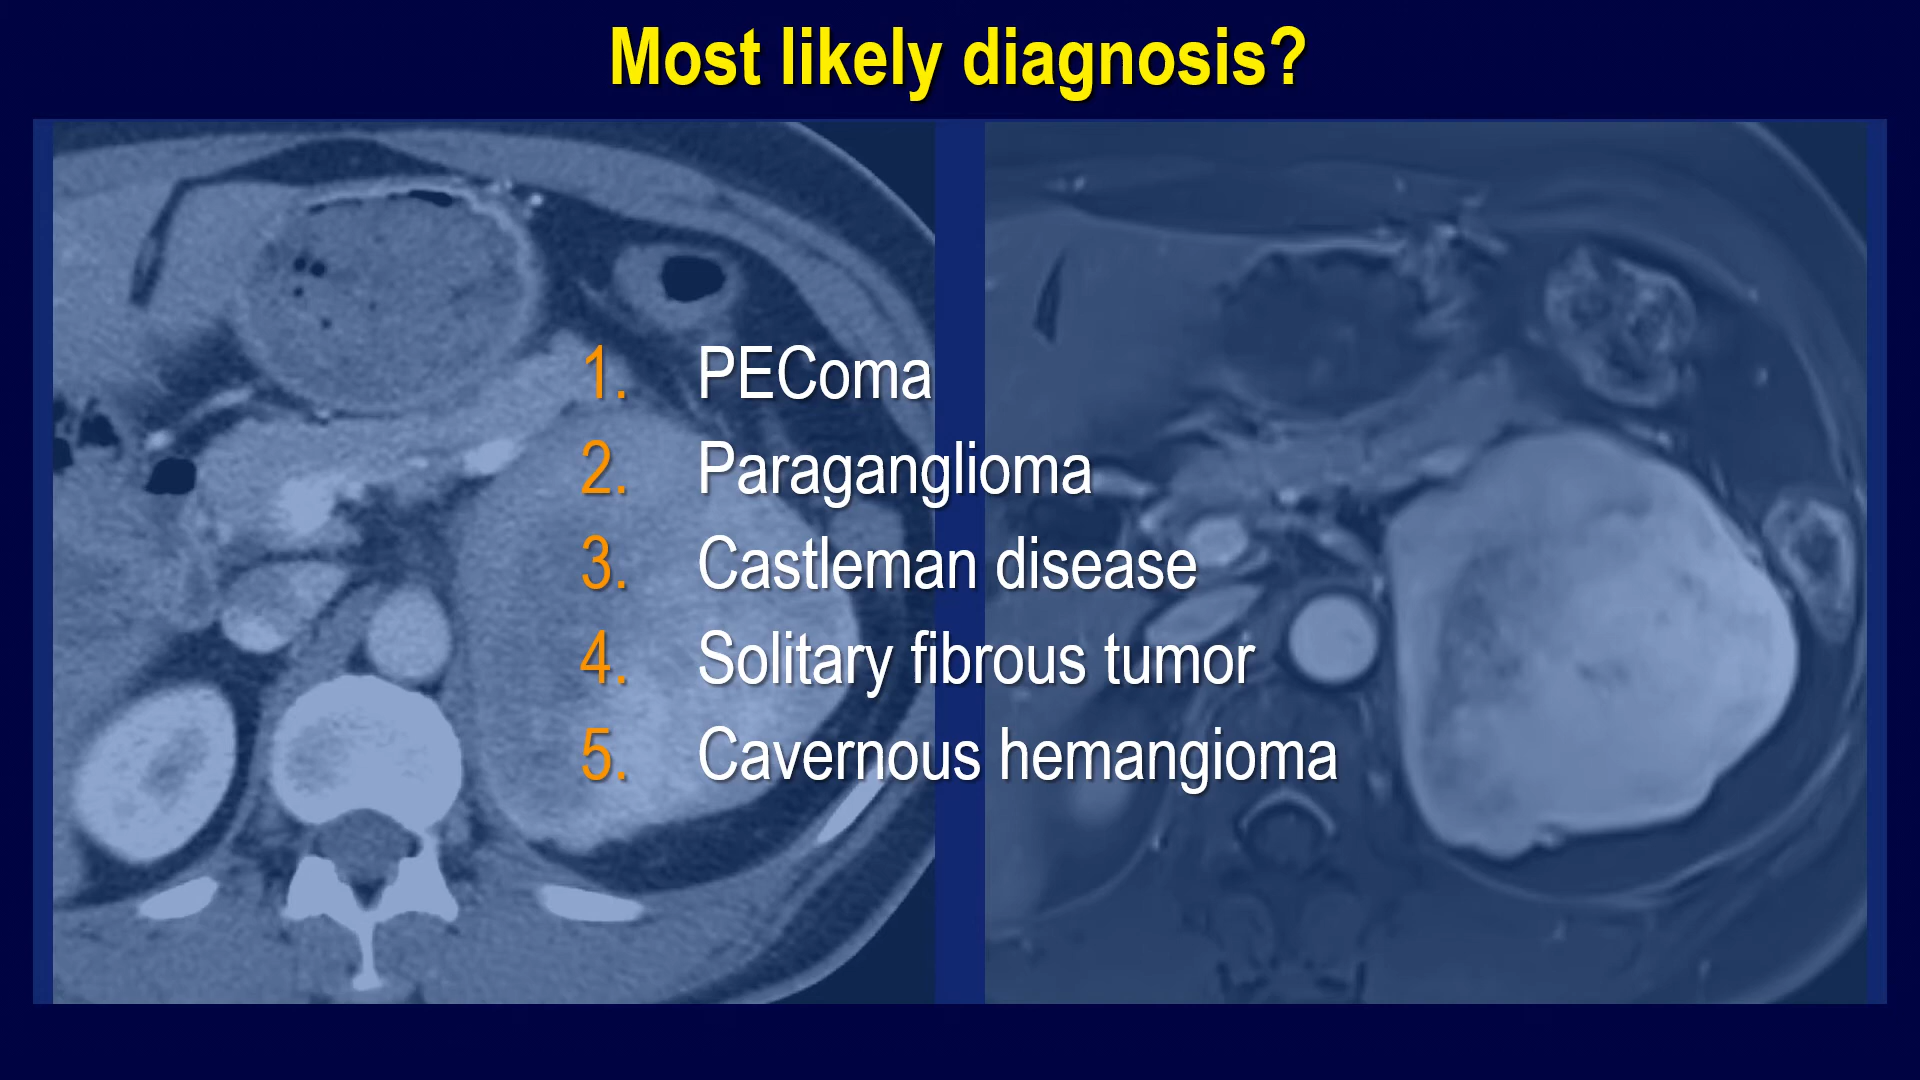 Most likely diagnosis?
1. PEComa
2. Paraganglioma
3. Castleman disease
4. Solitary fibrous tumor
5. Cavernous hemangioma